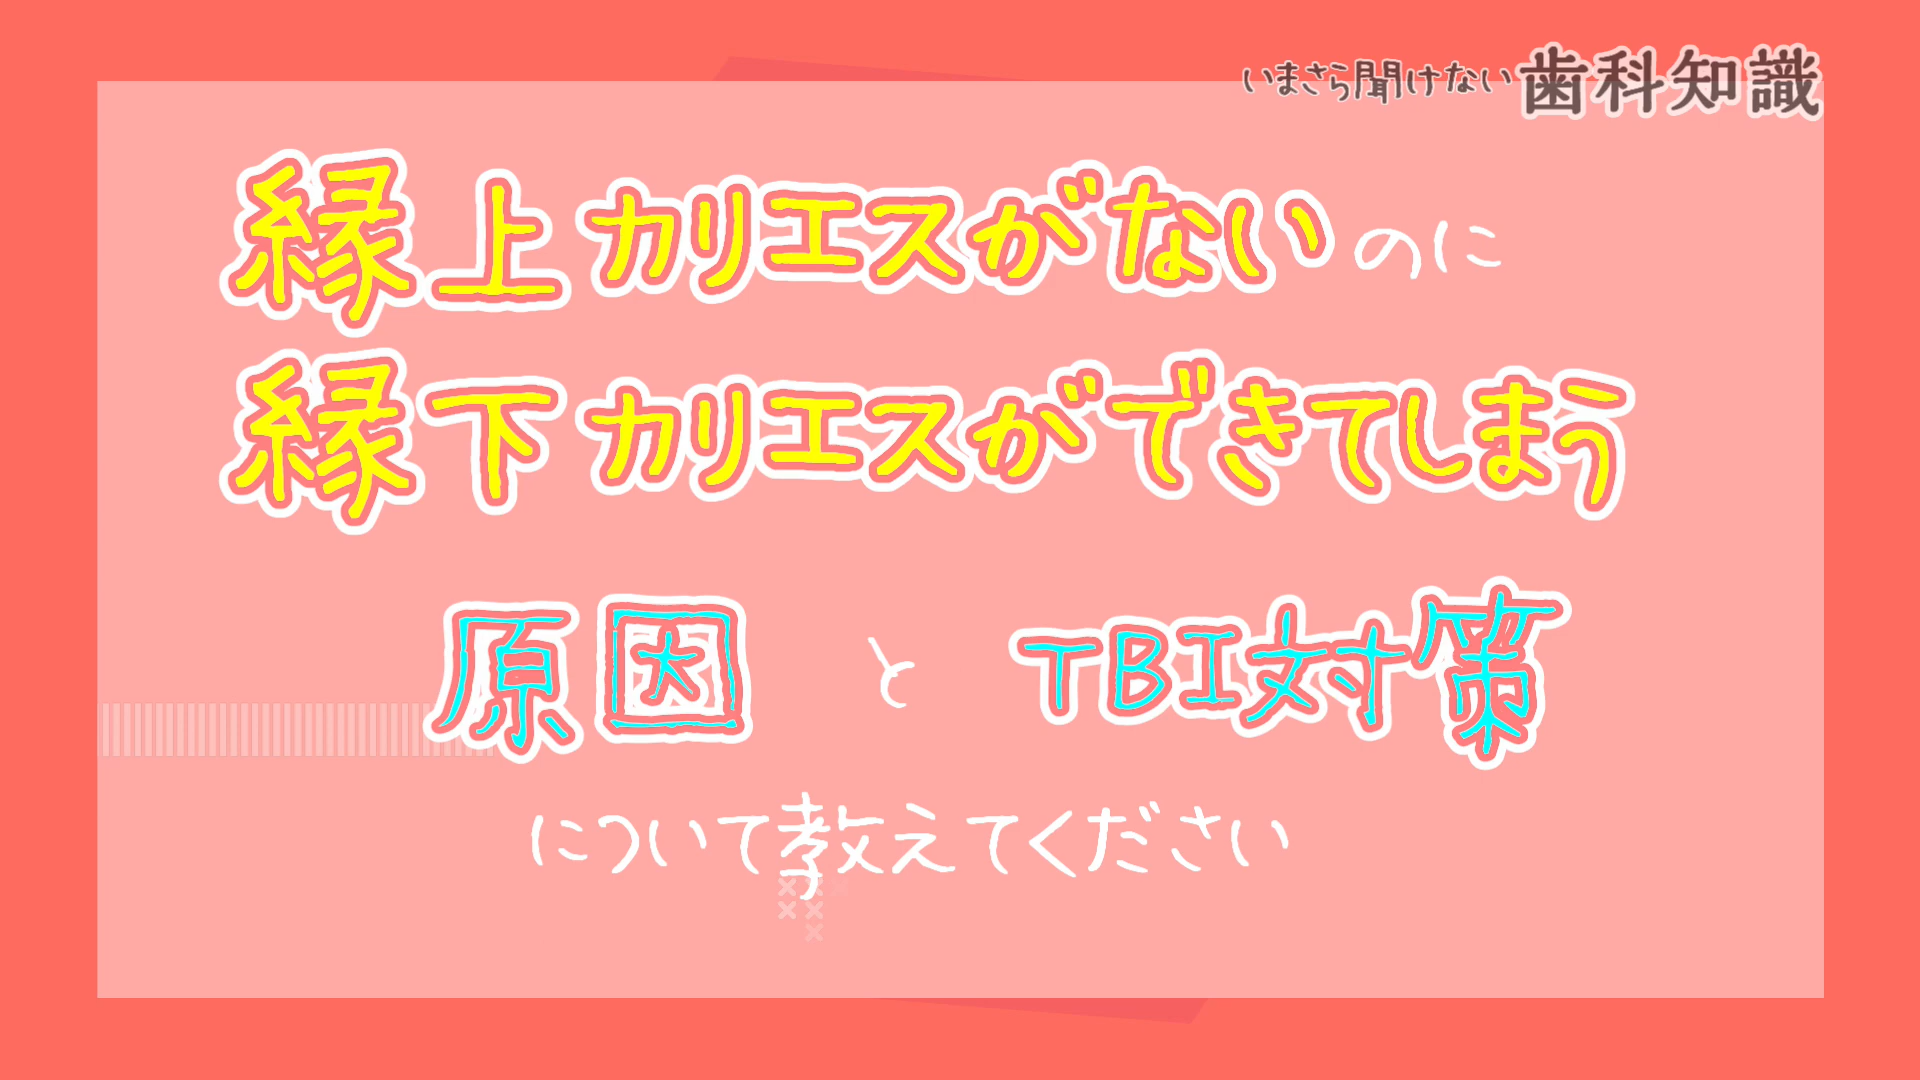 いまさら聞けない歯科知識
縁上カリエスがないのに
縁下カリエスができてしまう
原因とTBI対策
について教えてください